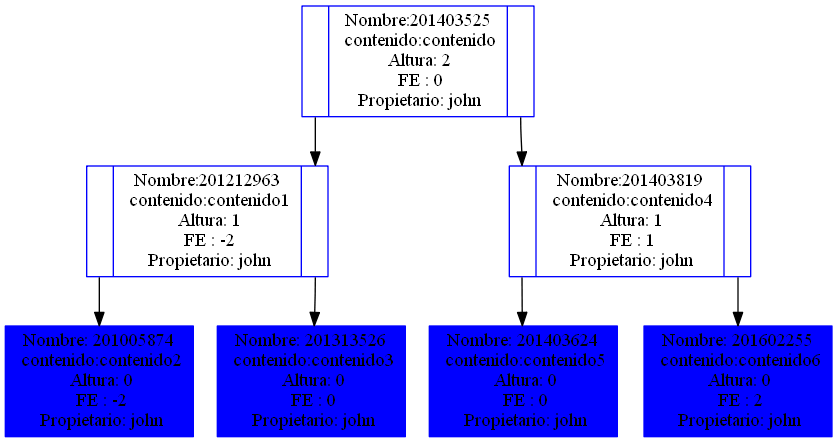 Nombre:201403525
contenido:contenido
Altura: 2
FE : 0
Propietario: john
Nombre:201212963
contenido:contenido1
Altura: 1
FE : -2
Propietario: john
Nombre:201403819
contenido:contenido4
Altura: 1
FE : 1
Propietario: john
Nombre: 201005874
contenido:contenido2
Altura: 0
FE : -2
Propietario: john
Nombre: 201313526
contenido:contenido3
Altura: 0
FE : 0
Propietario: john
Nombre: 201403624
contenido:contenido5
Altura: 0
FE : 0
Propietario: john
Nombre: 201602255
contenido:contenido6
Altura: 0
FE : 2
Propietario: john